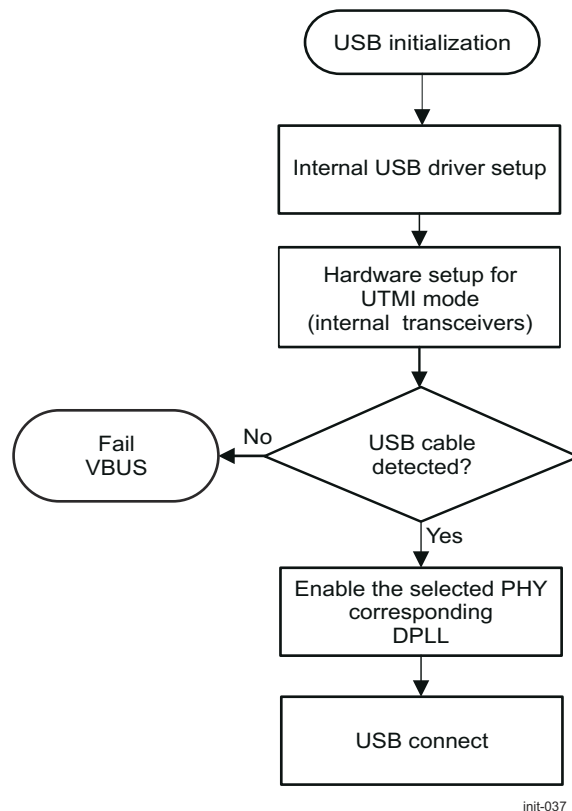 USB initialization
Internal USB driver setup
Hardware setup for
UTMI mode
(internal transceivers)
USB cable
detected?
No
Fail
VBUS
Yes
Enable the selected PHY
corresponding
DPLL
USB connect
init-037